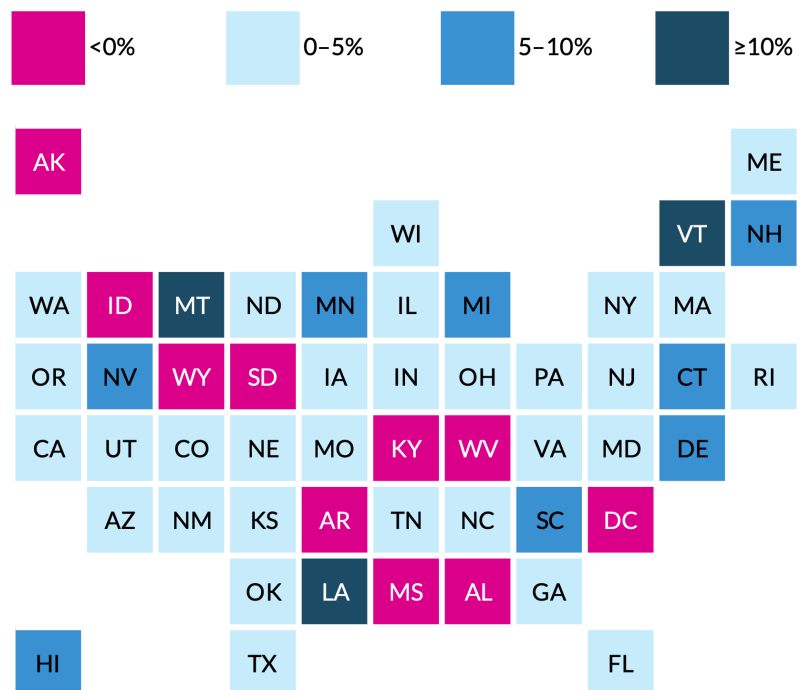 <0% 0–5% 5–10% ≥10%
AK ME
WI VT NH
WA ID MT ND MN IL MI NY MA
OR NV WY SD IA IN OH PA NJ CT RI
CA UT CO NE MO KY WV VA MD DE
AZ NM KS AR TN NC SC DC
OK LA MS AL GA
HI TX FL